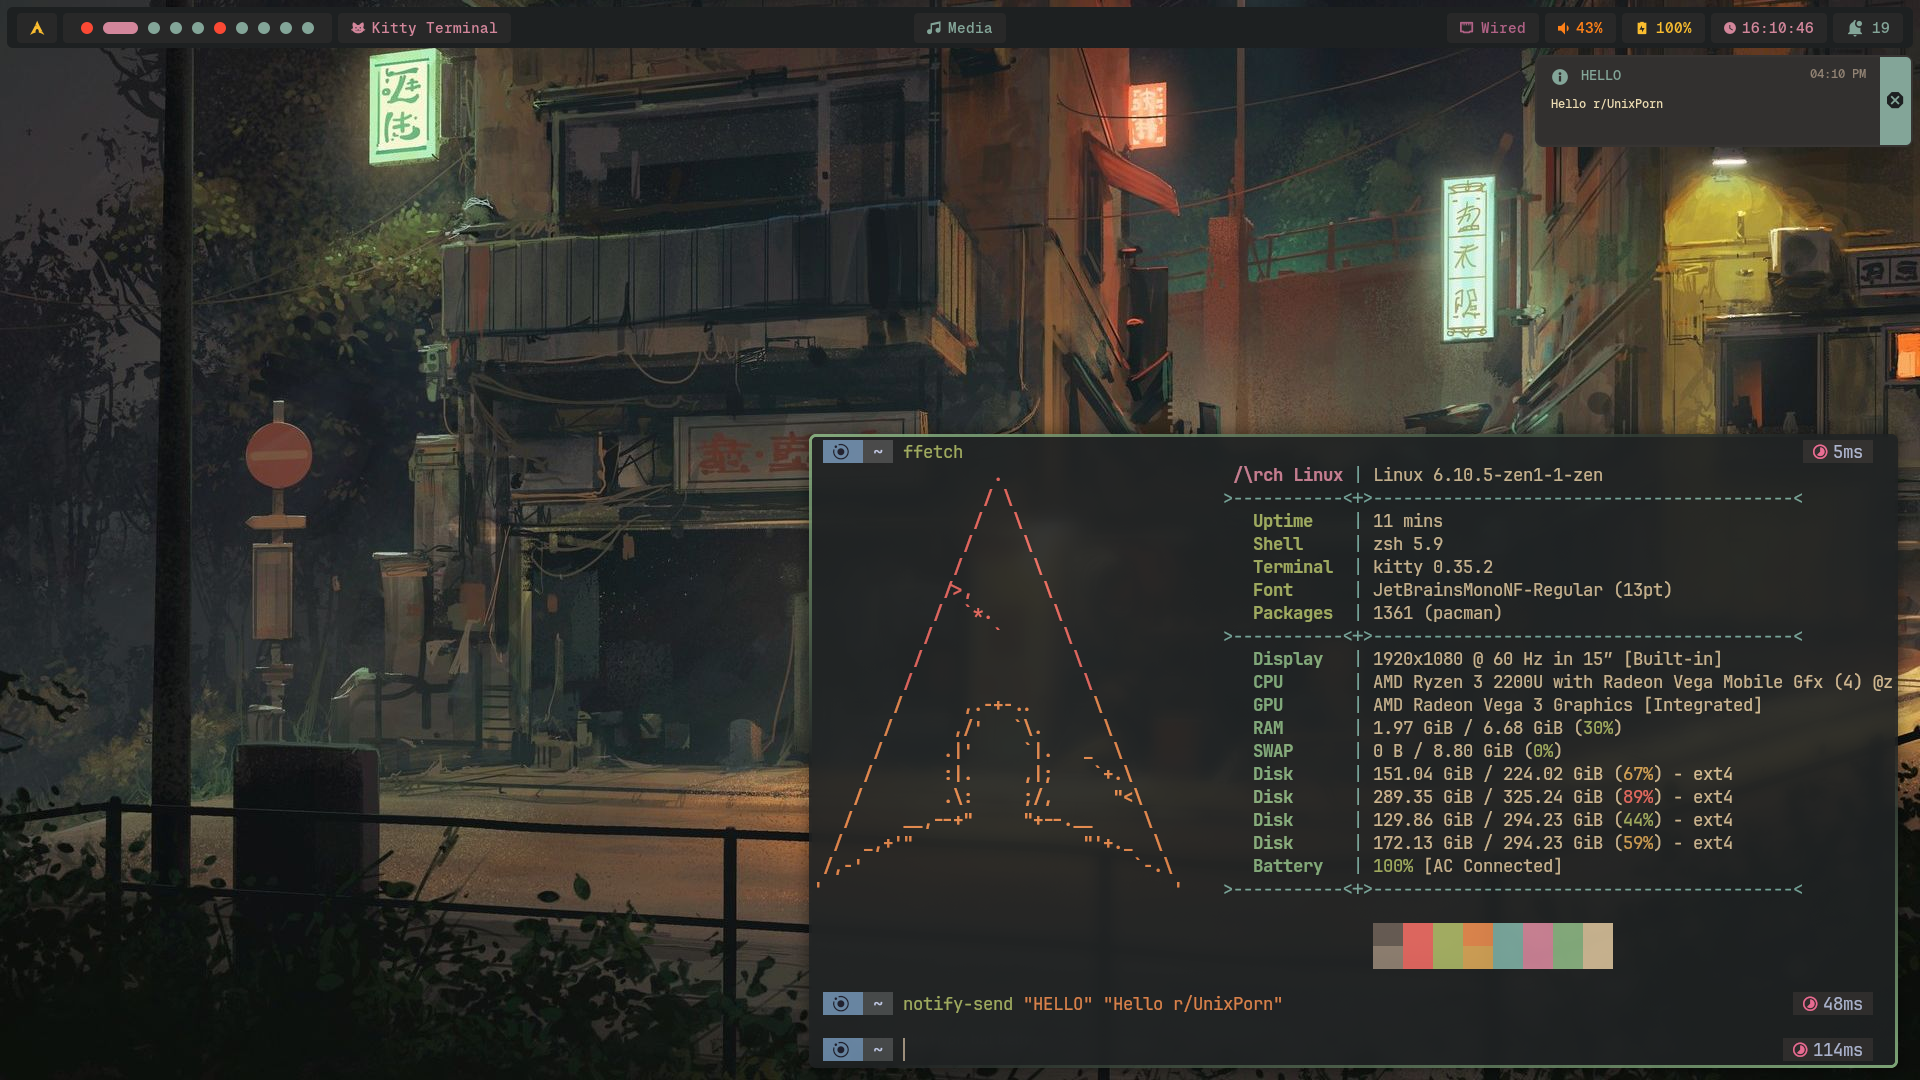 Kitty Terminal
Media
Wired
43%
100%
16:10:46
19
HELLO
04:10 PM
Hello r/UnixPorn
~ ffetch
5ms
/\rch Linux | Linux 6.10.5-zen1-1-zen
>-----------<+>------------------------------------------<
Uptime | 11 mins
Shell | zsh 5.9
Terminal | kitty 0.35.2
Font | JetBrainsMonoNF-Regular (13pt)
Packages | 1361 (pacman)
>-----------<+>------------------------------------------<
Display | 1920x1080 @ 60 Hz in 15″ [Built-in]
CPU | AMD Ryzen 3 2200U with Radeon Vega Mobile Gfx (4) @z
GPU | AMD Radeon Vega 3 Graphics [Integrated]
RAM | 1.97 GiB / 6.68 GiB (30%)
SWAP | 0 B / 8.80 GiB (0%)
Disk | 151.04 GiB / 224.02 GiB (67%) - ext4
Disk | 289.35 GiB / 325.24 GiB (89%) - ext4
Disk | 129.86 GiB / 294.23 GiB (44%) - ext4
Disk | 172.13 GiB / 294.23 GiB (59%) - ext4
Battery | 100% [AC Connected]
>-----------<+>------------------------------------------<
~ notify-send "HELLO" "Hello r/UnixPorn"
48ms
~
114ms